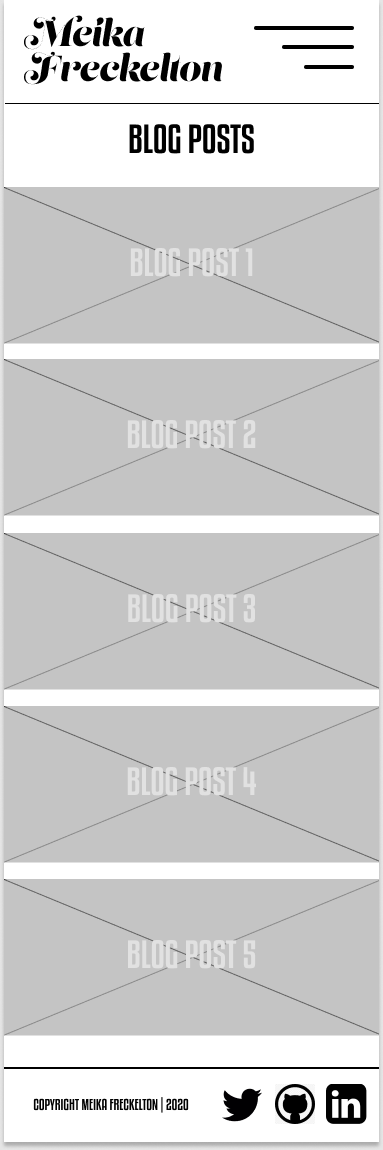 Meika
Freckelton
BLOG POSTS
BLOG POST 1
BLOG POST 2
BLOG POST 3
BLOG POST 4
BLOG POST 5
COPYRIGHT MEIKA FRECKELTON | 2020
in